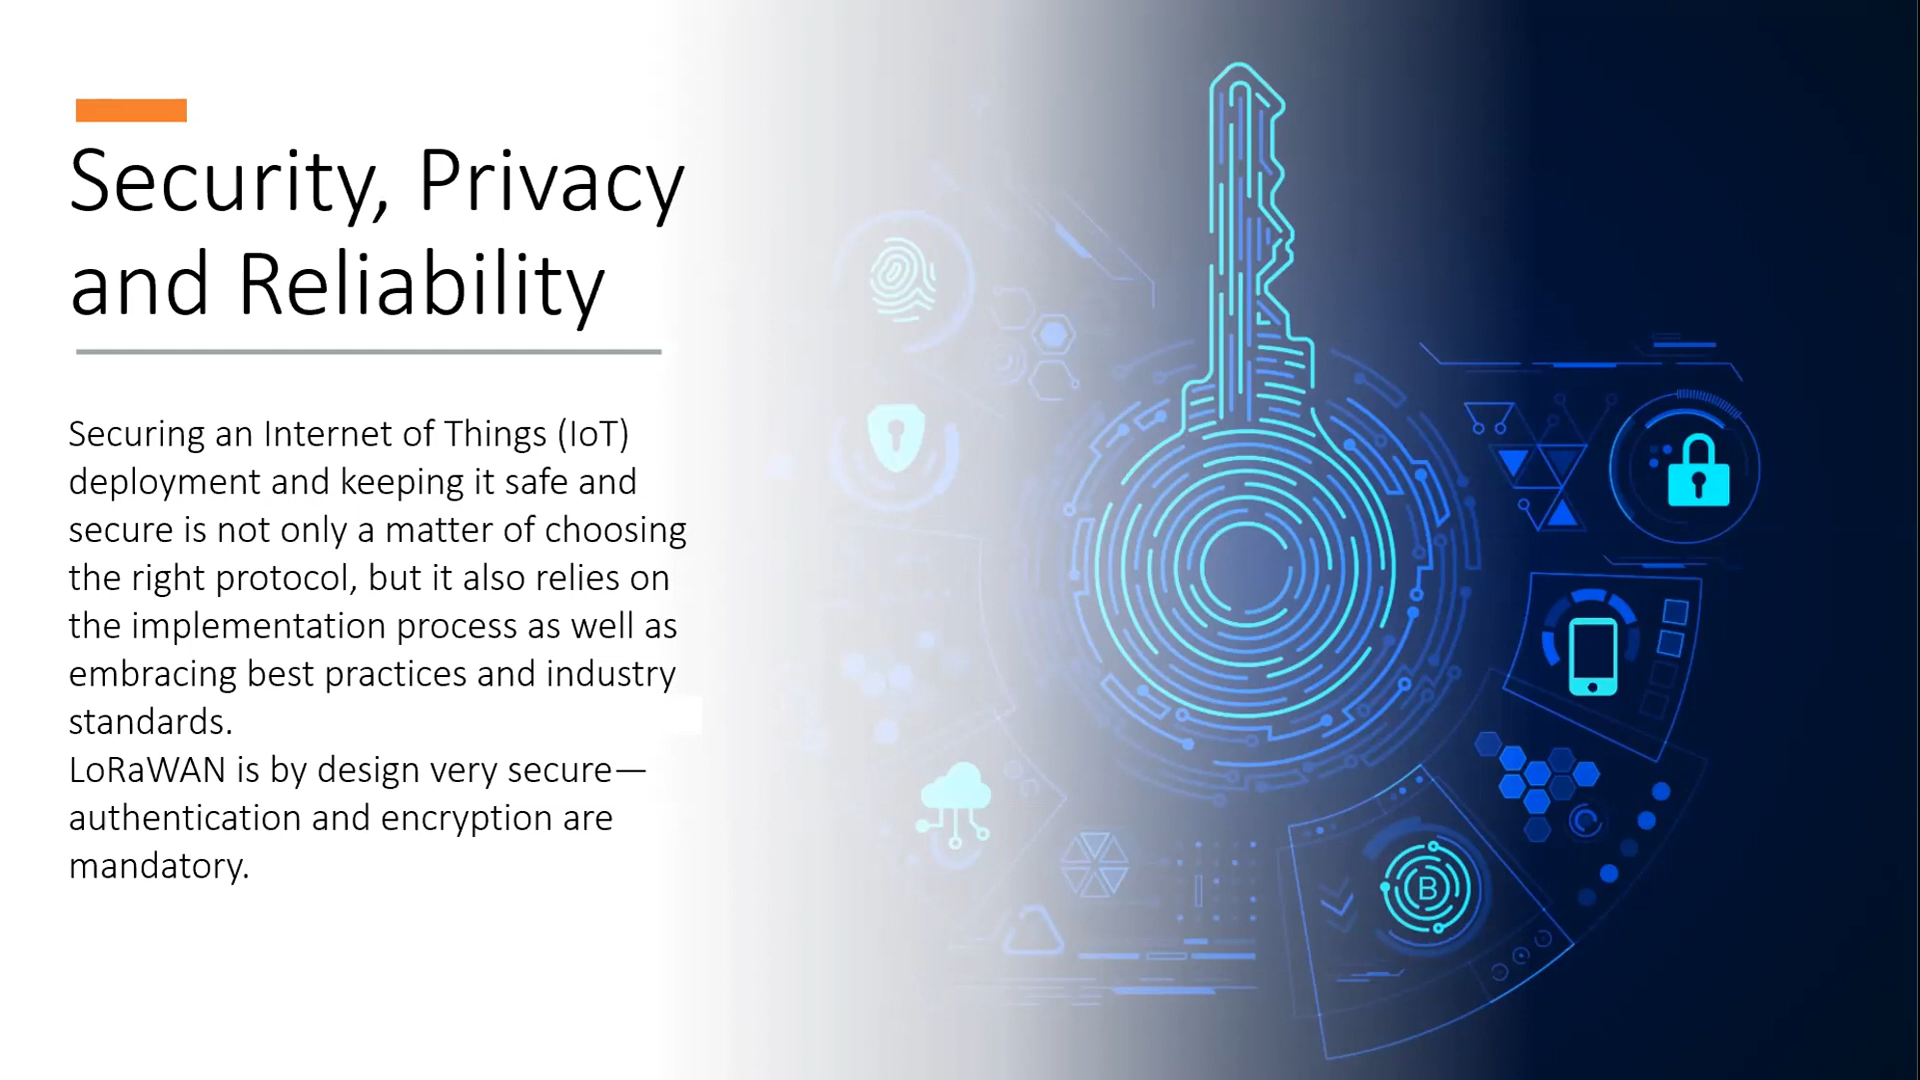 Security, Privacy
and Reliability
Securing an Internet of Things (IoT)
deployment and keeping it safe and
secure is not only a matter of choosing
the right protocol, but it also relies on
the implementation process as well as
embracing best practices and industry
standards.
LoRaWAN is by design very secure—
authentication and encryption are
mandatory.
B